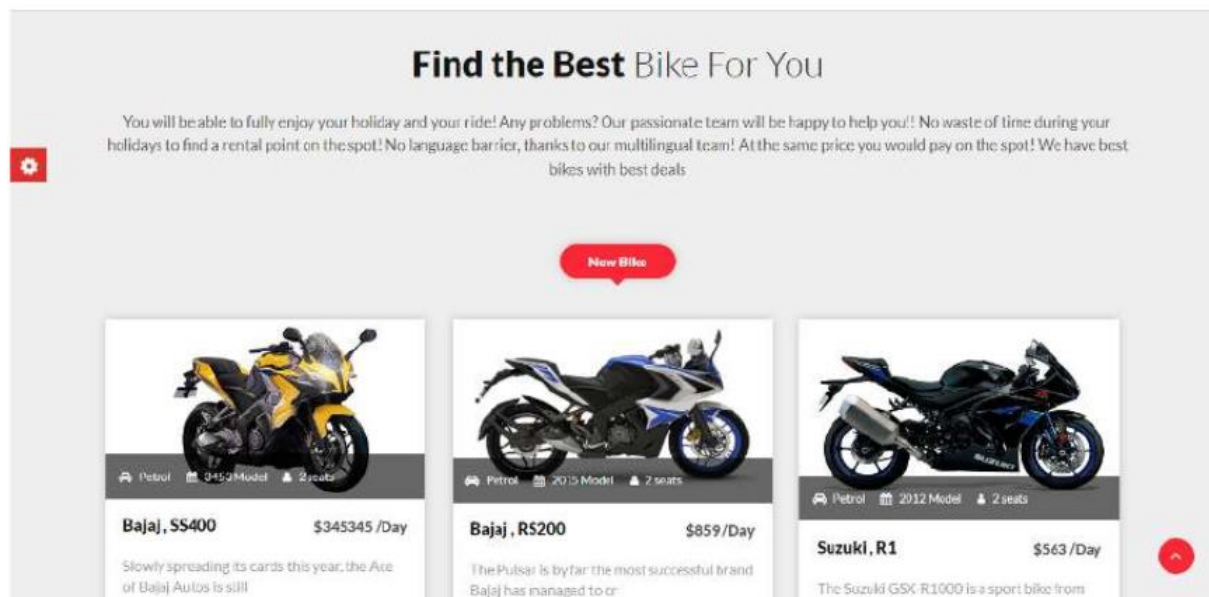 Find the Best Bike For You
You will be able to fully enjoy your holiday and your ride! Any problems? Our passionate team will be happy to help you!! No waste of time during your
holidays to find a rental point on the spot! No language barrier, thanks to our multilingual team! At the same price you would pay on the spot! We have best
bikes with best deals
New Bike
Petrol 3453 Model 2 seats
Bajaj , SS400 $345345 /Day
Slowly spreading its cards this year, the Ace
of Bajaj Autos is still
Petrol 2015 Model 2 seats
Bajaj , RS200 $859 /Day
The Pulsar is by far the most successful brand
Bajaj has managed to cr
SUZUKI
Petrol 2012 Model 2 seats
Suzuki , R1 $563 /Day
The Suzuki GSX-R1000 is a sport bike from